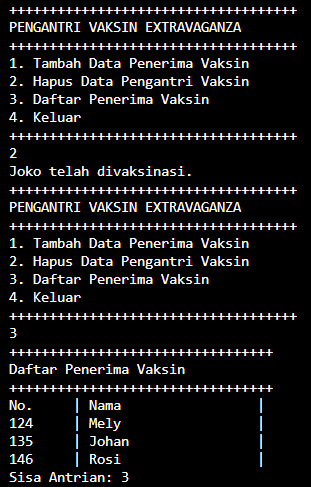 ++++++++++++++++++++++++++++++++++++
PENGANTRI VAKSIN EXTRAVAGANZA
++++++++++++++++++++++++++++++++++++
1. Tambah Data Penerima Vaksin
2. Hapus Data Pengantri Vaksin
3. Daftar Penerima Vaksin
4. Keluar
++++++++++++++++++++++++++++++++++++
2
Joko telah divaksinasi.
++++++++++++++++++++++++++++++++++++
PENGANTRI VAKSIN EXTRAVAGANZA
++++++++++++++++++++++++++++++++++++
1. Tambah Data Penerima Vaksin
2. Hapus Data Pengantri Vaksin
3. Daftar Penerima Vaksin
4. Keluar
++++++++++++++++++++++++++++++++++++
3
+++++++++++++++++++++++++++++++++
Daftar Penerima Vaksin
+++++++++++++++++++++++++++++++++
No.     | Nama                 |
124     | Mely                 |
135     | Johan                |
146     | Rosi                 |
Sisa Antrian: 3